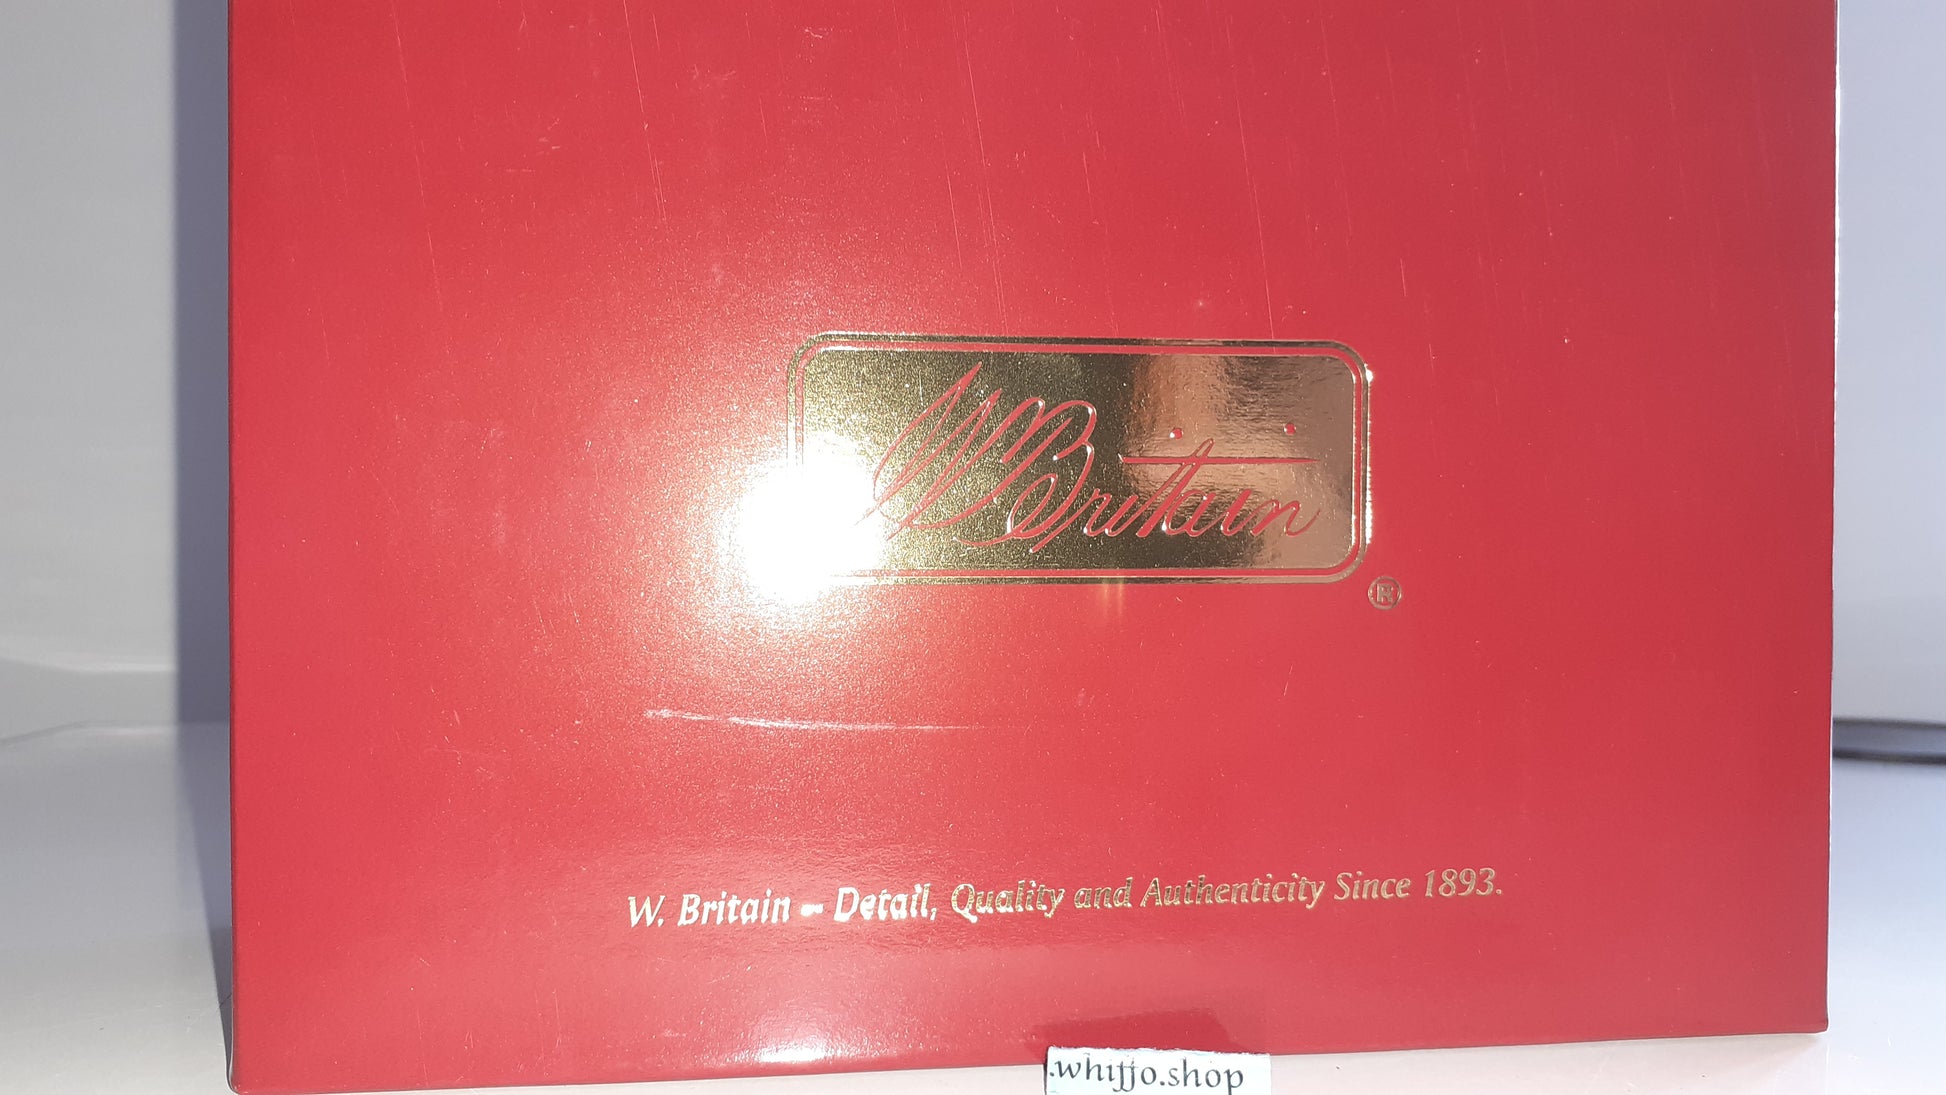 W Britain
®
W. Britain - Detail, Quality and Authenticity Since 1893.
.whiffo.shop